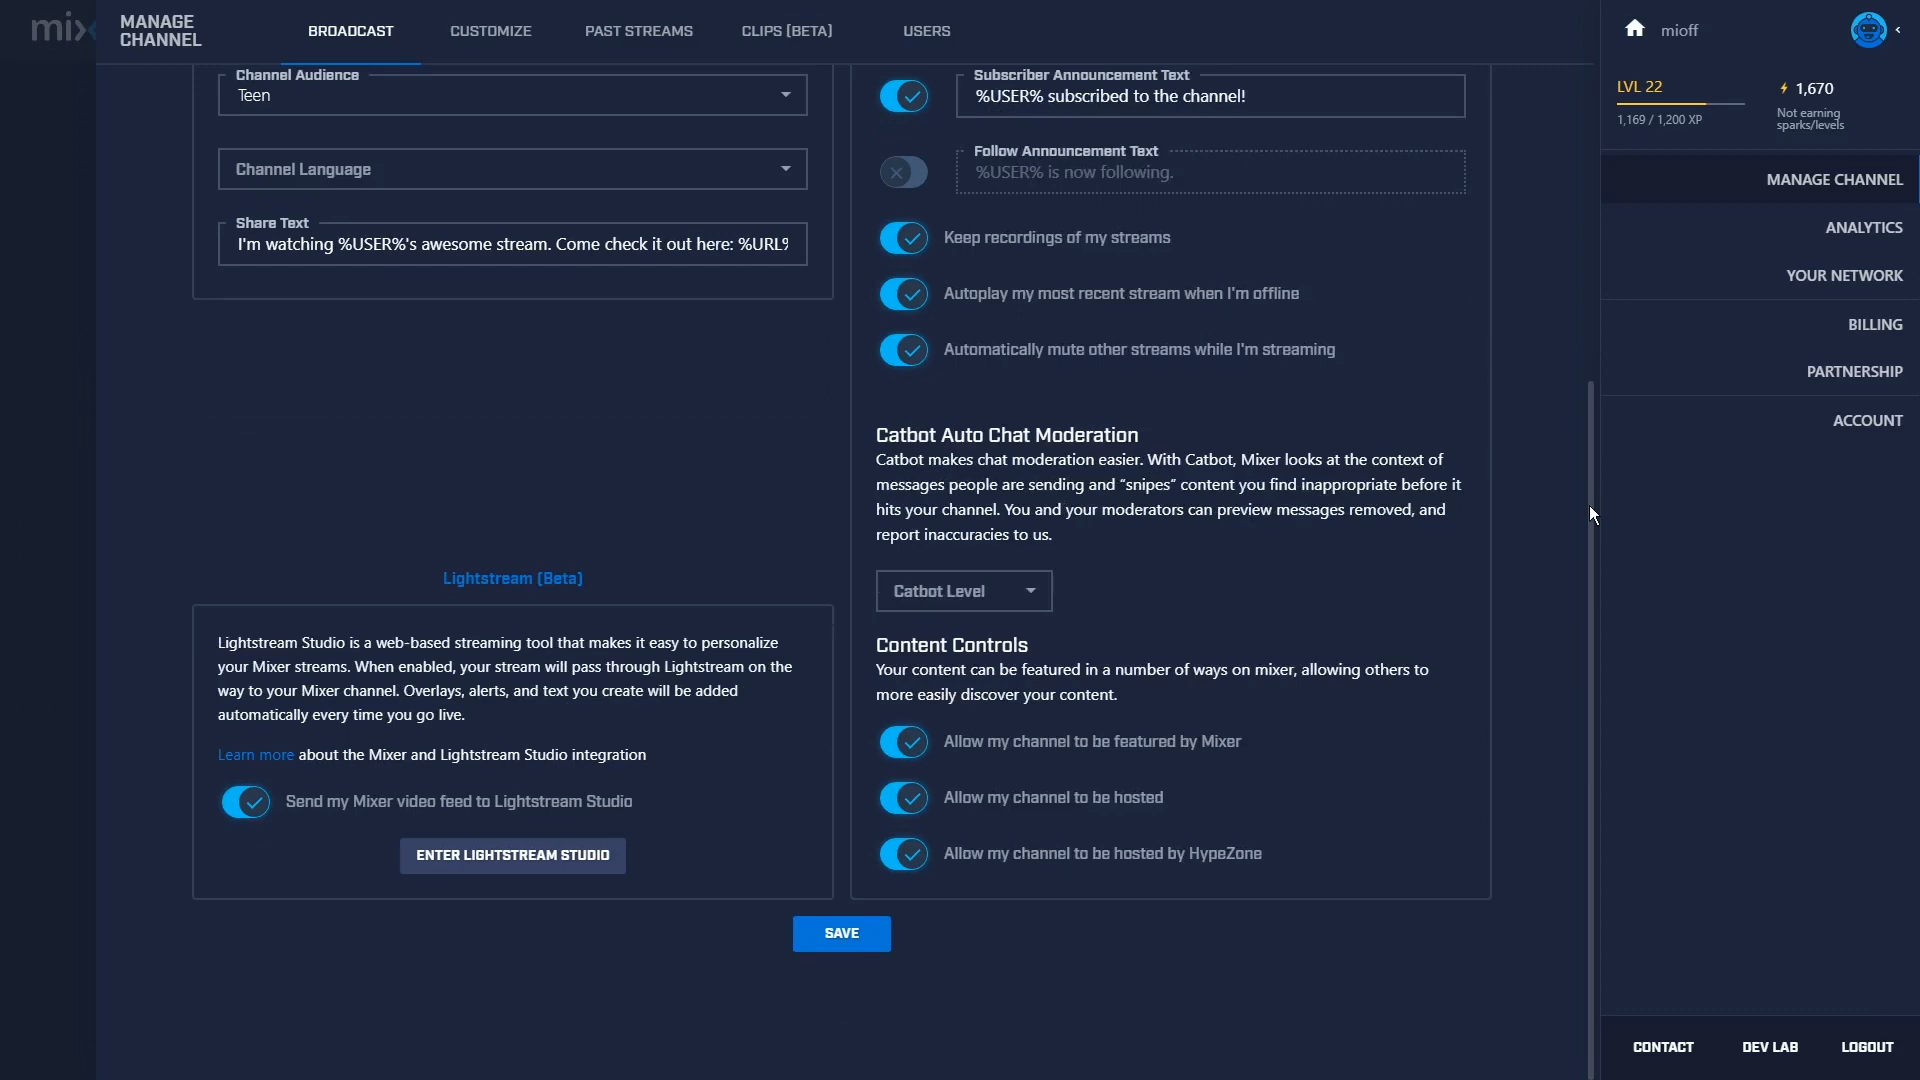 mix
MANAGE
CHANNEL
BROADCAST
CUSTOMIZE
PAST STREAMS
CLIPS (BETA)
USERS
mioff
LVL 22
1,169 / 1,200 XP
1,670
Not earning
sparks/levels
MANAGE CHANNEL
ANALYTICS
YOUR NETWORK
BILLING
PARTNERSHIP
ACCOUNT
CONTACT
DEV LAB
LOGOUT
Channel Audience
Teen
Channel Language
Share Text
I'm watching %USER%'s awesome stream. Come check it out here: %URL%
Lightstream (Beta)
Lightstream Studio is a web-based streaming tool that makes it easy to personalize
your Mixer streams. When enabled, your stream will pass through Lightstream on the
way to your Mixer channel. Overlays, alerts, and text you create will be added
automatically every time you go live.
Learn more about the Mixer and Lightstream Studio integration
Send my Mixer video feed to Lightstream Studio
ENTER LIGHTSTREAM STUDIO
Subscriber Announcement Text
%USER% subscribed to the channel!
Follow Announcement Text
%USER% is now following.
Keep recordings of my streams
Autoplay my most recent stream when I'm offline
Automatically mute other streams while I'm streaming
Catbot Auto Chat Moderation
Catbot makes chat moderation easier. With Catbot, Mixer looks at the context of
messages people are sending and “snipes” content you find inappropriate before it
hits your channel. You and your moderators can preview messages removed, and
report inaccuracies to us.
Catbot Level
Content Controls
Your content can be featured in a number of ways on mixer, allowing others to
more easily discover your content.
Allow my channel to be featured by Mixer
Allow my channel to be hosted
Allow my channel to be hosted by HypeZone
SAVE